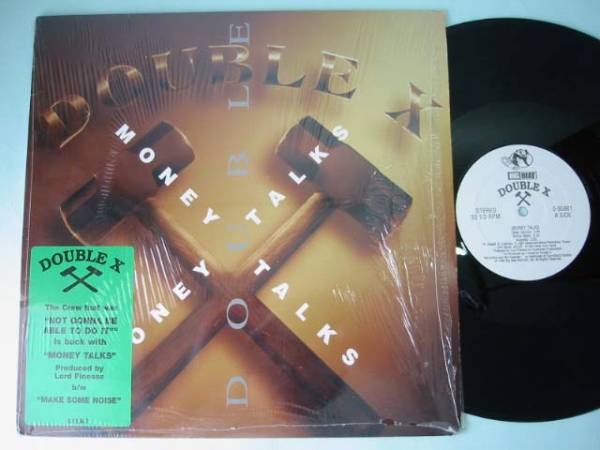 DOUBLE X
DOUBLE
MONEY TALKS
MONEY TALKS
DOUBLE X
The Crew that was
"NOT GONNA BE
ABLE TO DO IT"
is back with
"MONEY TALKS"
Produced by
Lord Finesse
b/w
"MAKE SOME NOISE"
BIG BEAT
DOUBLE X
STEREO
33 1/3 RPM
A SIDE
MONEY TALKS